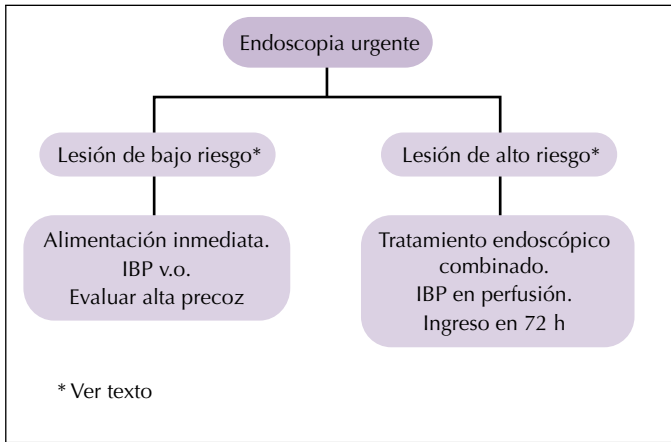 Endoscopia urgente
Lesión de bajo riesgo*
Lesión de alto riesgo*
Alimentación inmediata.
IBP v.o.
Evaluar alta precoz
Tratamiento endoscópico
combinado.
IBP en perfusión.
Ingreso en 72 h
* Ver texto